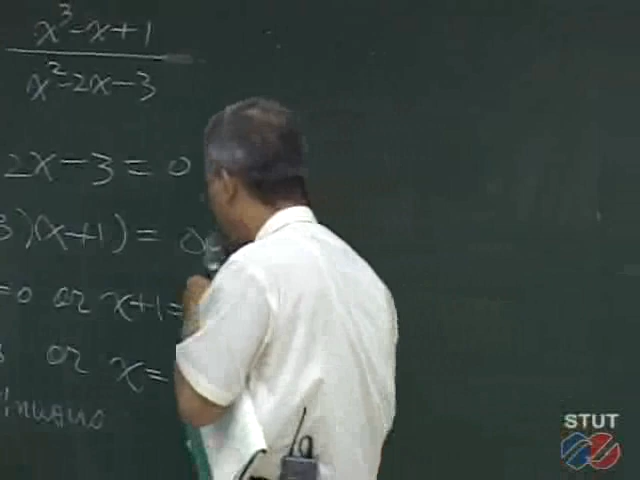 x³-x+1
x²-2x-3
2x-3=0
3)(x+1)=0
=0 or x+1=
or x=
STUT